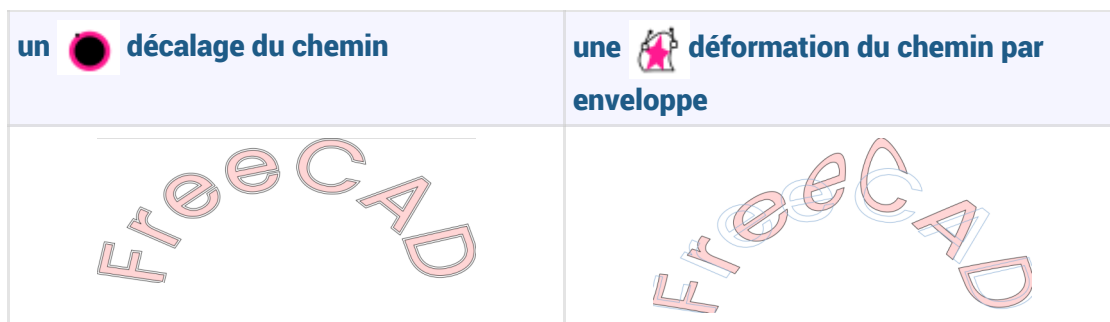 un décalage du chemin
une déformation du chemin par
enveloppe
FreeCAD
FreeCAD